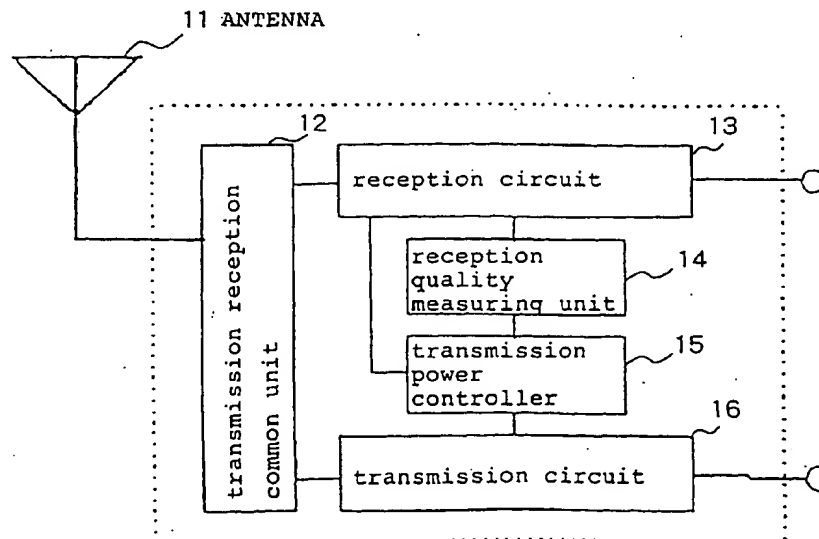 11 ANTENNA
12
13
transmission reception
common unit
reception circuit
reception
quality
measuring unit
14
transmission
power
controller
15
16
transmission circuit